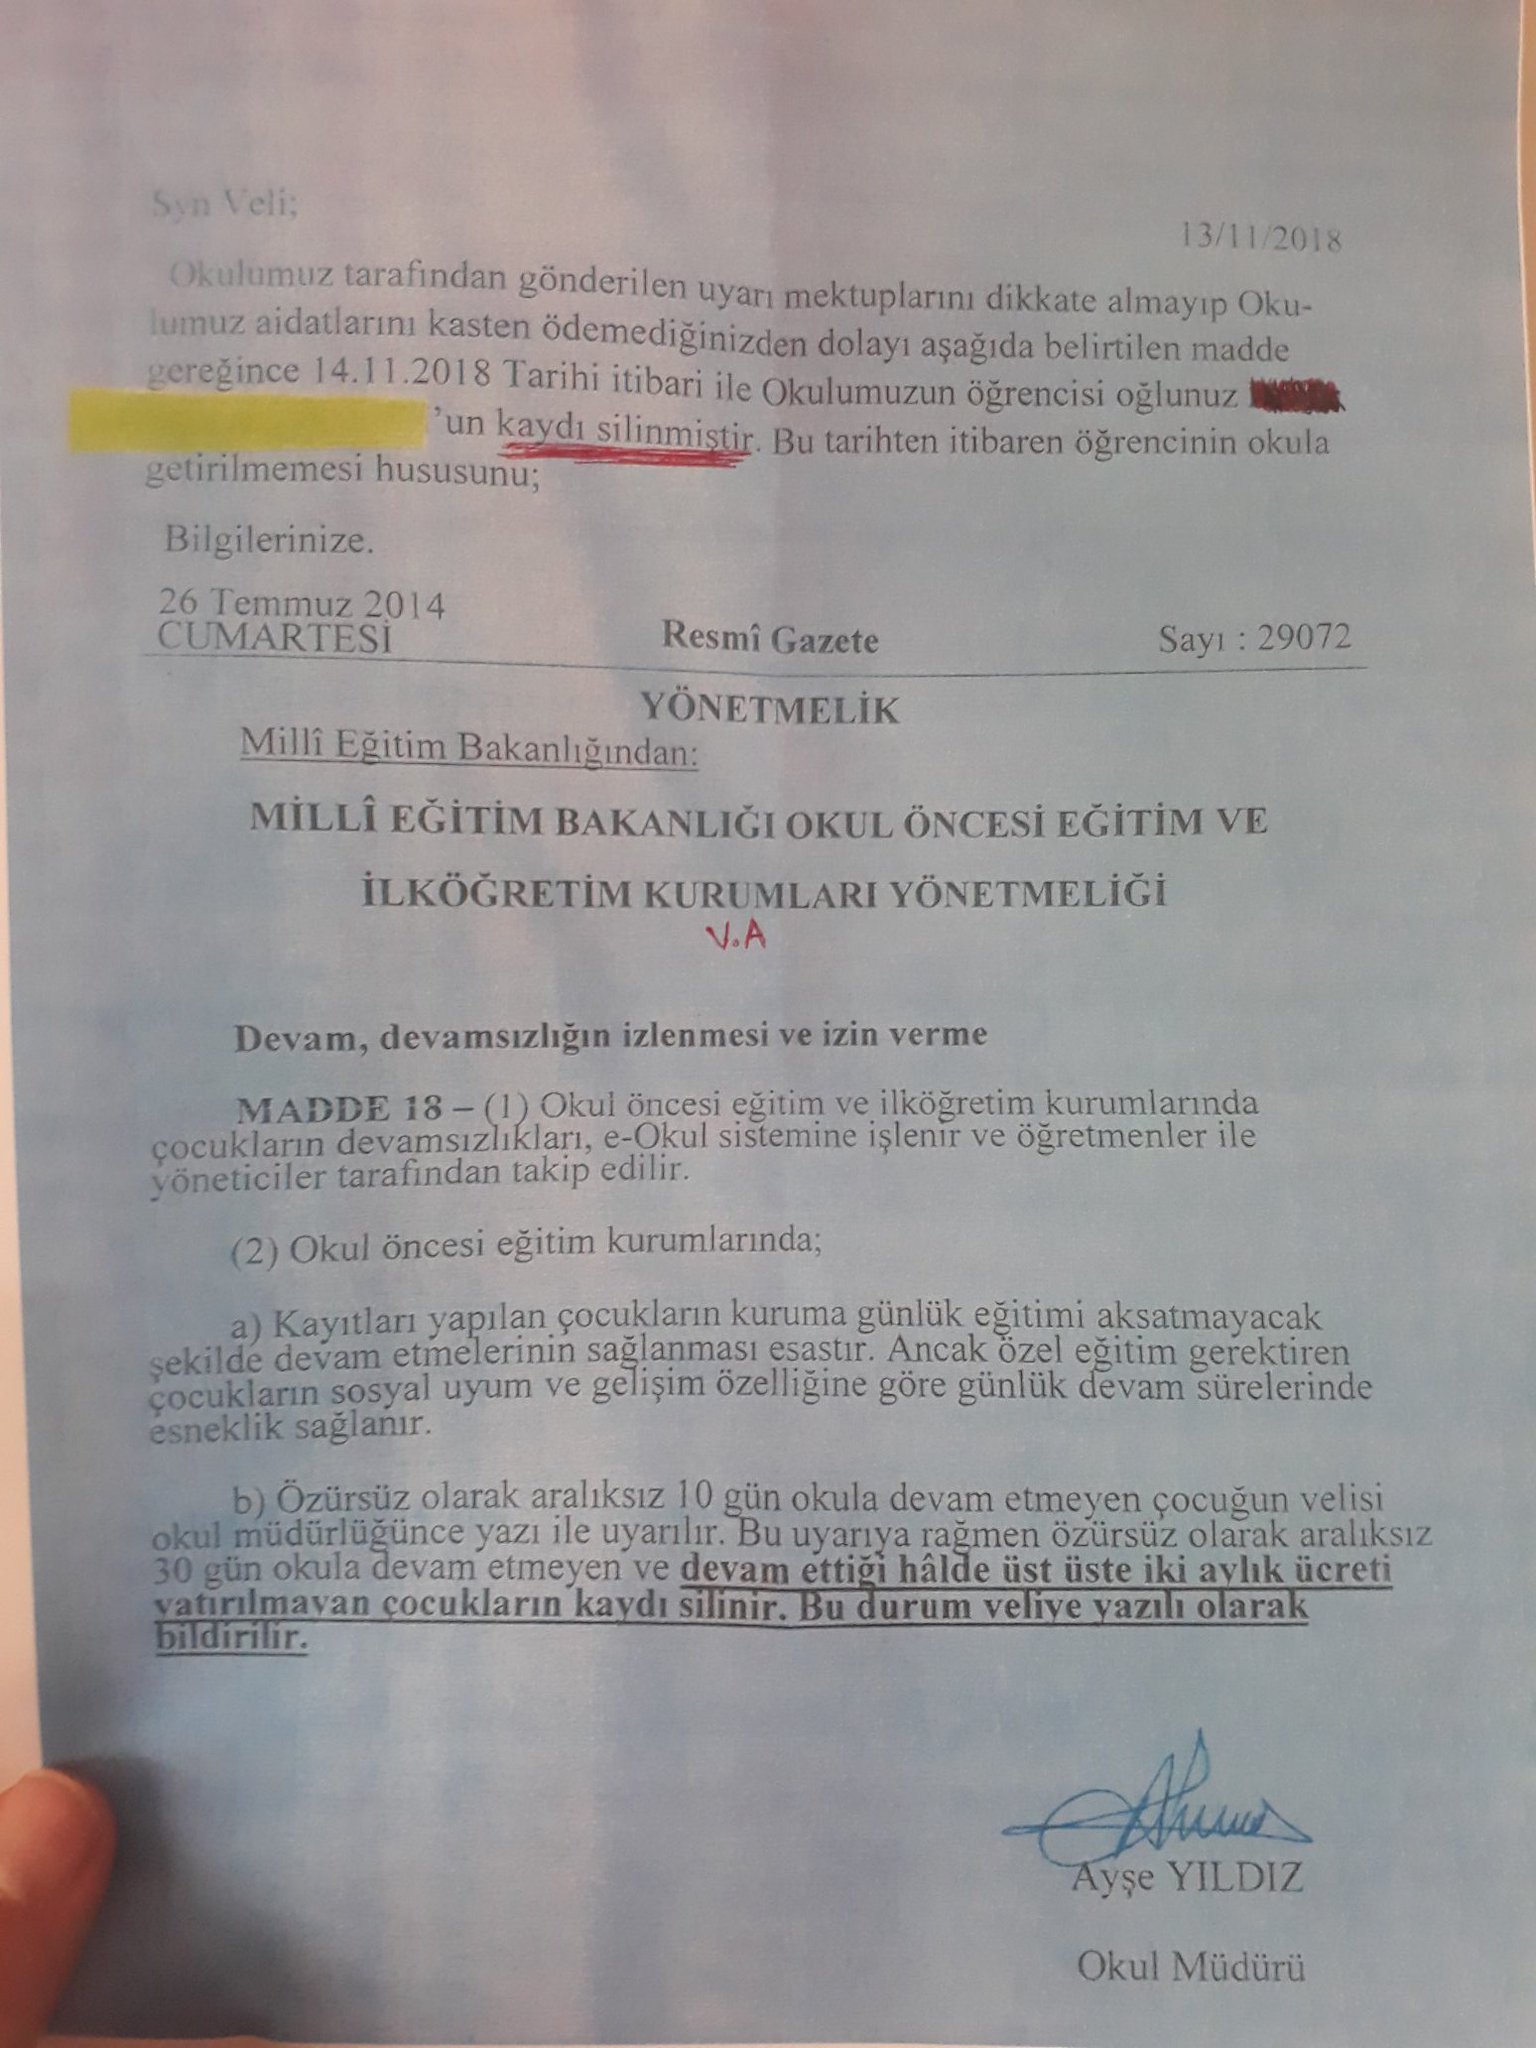 Syn Veli;
13/11/2018
Okulumuz tarafından gönderilen uyarı mektuplarını dikkate almayıp Oku-
lumuz aidatlarını kasten ödemediğinizden dolayı aşağıda belirtilen madde
gereğince 14.11.2018 Tarihi itibari ile Okulumuzun öğrencisi oğlunuz
'un kaydı silinmiştir. Bu tarihten itibaren öğrencinin okula
getirilmemesi hususunu;
Bilgilerinize.
26 Temmuz 2014
CUMARTESİ Resmî Gazete Sayı : 29072
YÖNETMELİK
Millî Eğitim Bakanlığından:
MİLLÎ EĞİTİM BAKANLIĞI OKUL ÖNCESİ EĞİTİM VE
İLKÖĞRETİM KURUMLARI YÖNETMELİĞİ
V.A
Devam, devamsızlığın izlenmesi ve izin verme
MADDE 18 – (1) Okul öncesi eğitim ve ilköğretim kurumlarında
çocukların devamsızlıkları, e-Okul sistemine işlenir ve öğretmenler ile
yöneticiler tarafından takip edilir.
(2) Okul öncesi eğitim kurumlarında;
a) Kayıtları yapılan çocukların kuruma günlük eğitimi aksatmayacak
şekilde devam etmelerinin sağlanması esastır. Ancak özel eğitim gerektiren
çocukların sosyal uyum ve gelişim özelliğine göre günlük devam sürelerinde
esneklik sağlanır.
b) Özürsüz olarak aralıksız 10 gün okula devam etmeyen çocuğun velisi
okul müdürlüğünce yazı ile uyarılır. Bu uyarıya rağmen özürsüz olarak aralıksız
30 gün okula devam etmeyen ve devam ettiği hâlde üst üste iki aylık ücreti
yatırılmayan çocukların kaydı silinir. Bu durum veliye yazılı olarak
bildirilir.
Ayşe YILDIZ
Okul Müdürü